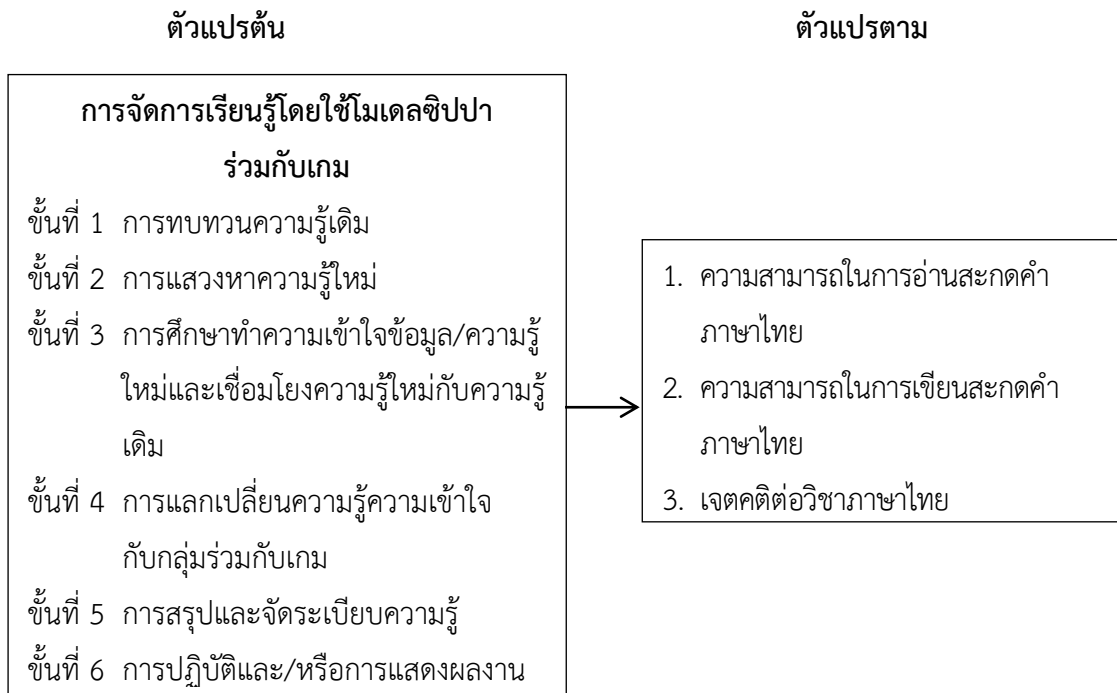 ตัวแปรต้น
ตัวแปรตาม
การจัดการเรียนรู้โดยใช้โมเดลซิปปา
ร่วมกับเกม
ขั้นที่ 1 การทบทวนความรู้เดิม
ขั้นที่ 2 การแสวงหาความรู้ใหม่
ขั้นที่ 3 การศึกษาทำความเข้าใจข้อมูล/ความรู้
ใหม่และเชื่อมโยงความรู้ใหม่กับความรู้
เดิม
ขั้นที่ 4 การแลกเปลี่ยนความรู้ความเข้าใจ
กับกลุ่มร่วมกับเกม
ขั้นที่ 5 การสรุปและจัดระเบียบความรู้
ขั้นที่ 6 การปฏิบัติและ/หรือการแสดงผลงาน
1. ความสามารถในการอ่านสะกดคำ
ภาษาไทย
2. ความสามารถในการเขียนสะกดคำ
ภาษาไทย
3. เจตคติต่อวิชาภาษาไทย